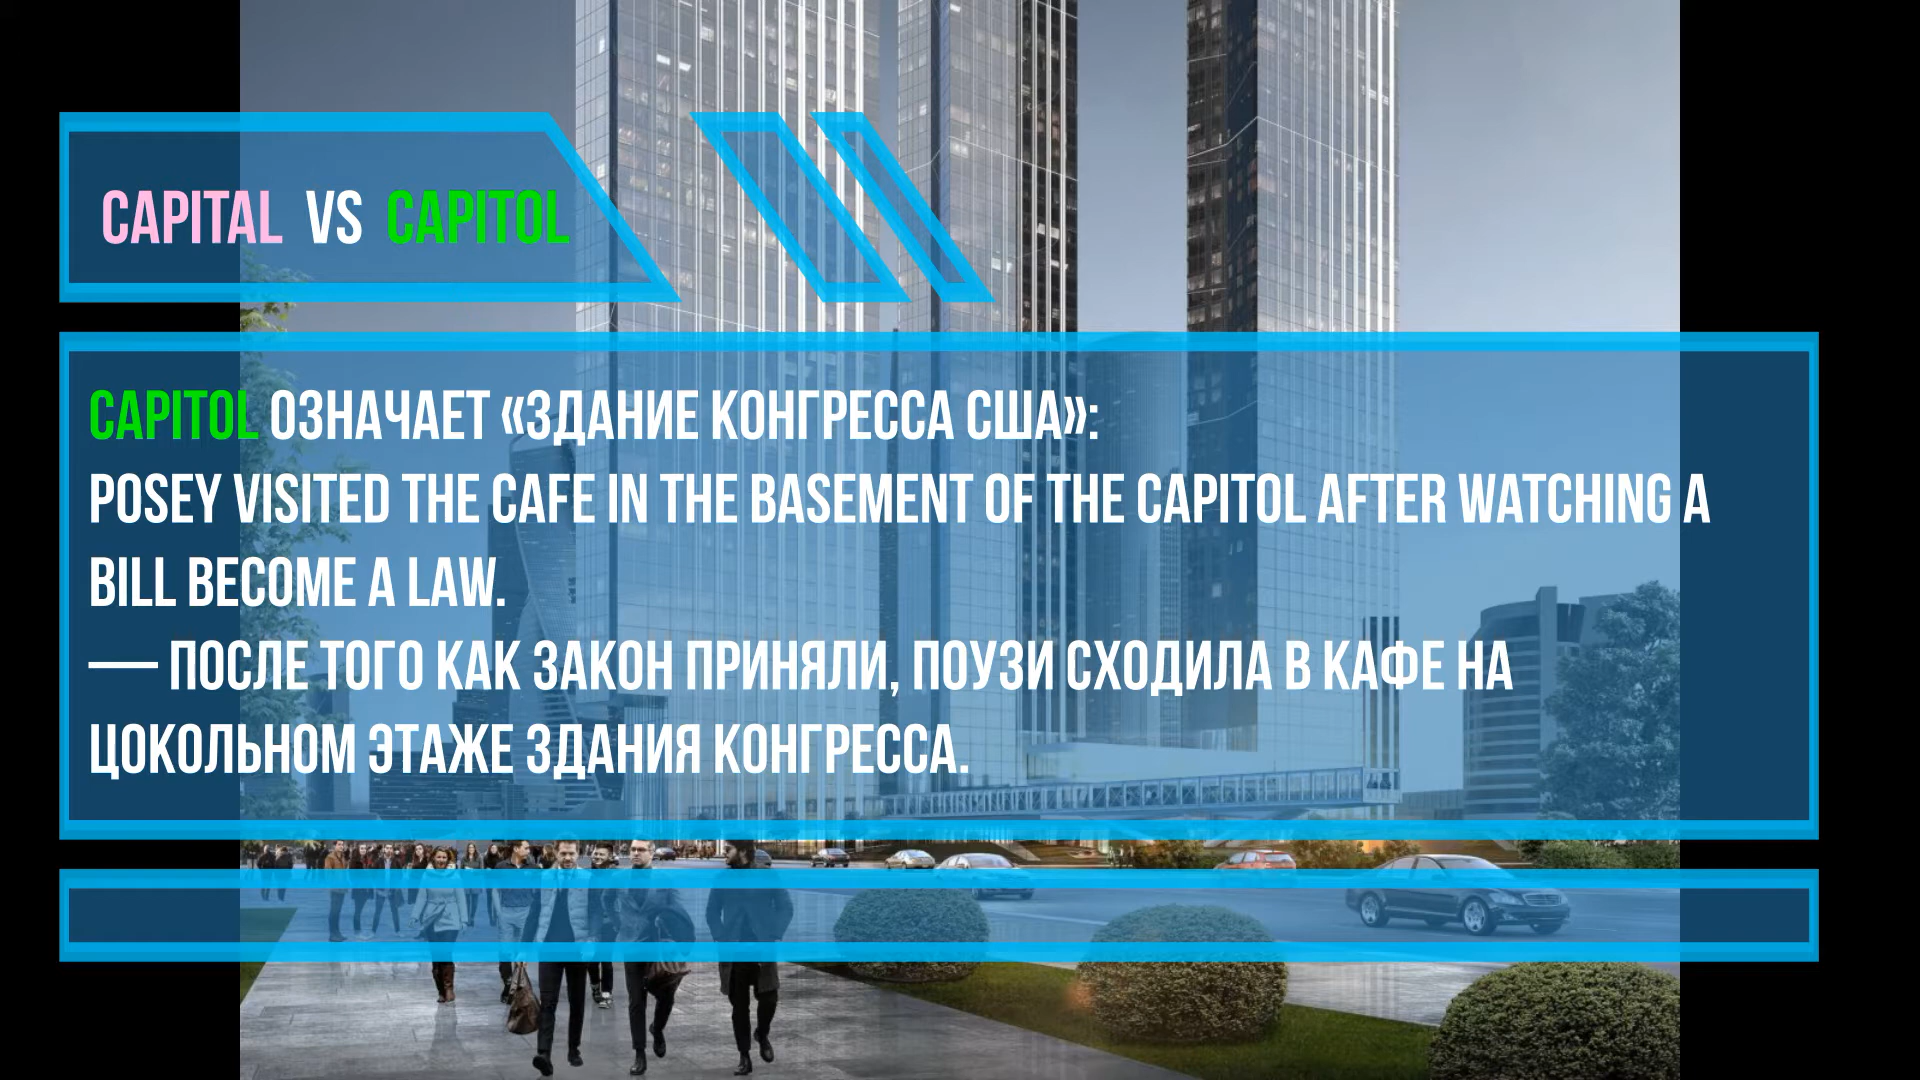 CAPITAL VS CAPITOL
CAPITOL ОЗНАЧАЕТ «ЗДАНИЕ КОНГРЕССА США»:
POSEY VISITED THE CAFE IN THE BASEMENT OF THE CAPITOL AFTER WATCHING A
BILL BECOME A LAW.
— ПОСЛЕ ТОГО КАК ЗАКОН ПРИНЯЛИ, ПОУЗИ СХОДИЛА В КАФЕ НА
ЦОКОЛЬНОМ ЭТАЖЕ ЗДАНИЯ КОНГРЕССА.